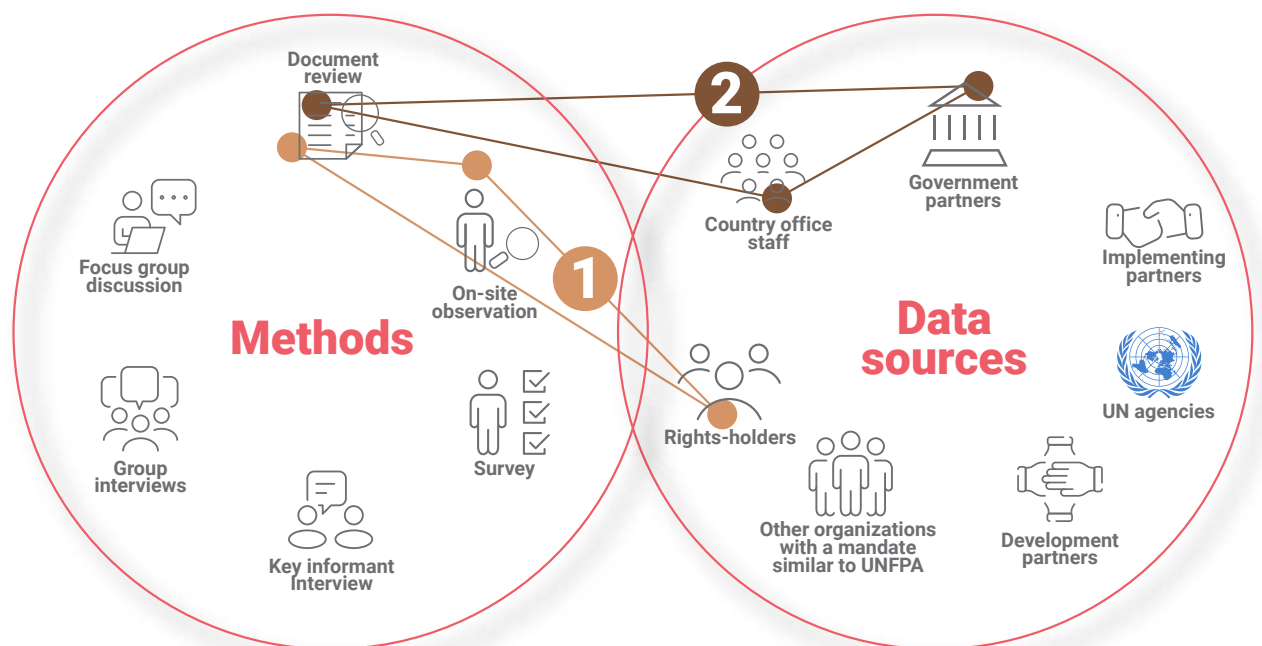 Document
review
2
Government
partners
Country office
staff
Implementing
partners
Focus group
discussion
On-site
observation
1
Methods
Data
sources
UN agencies
Rights-holders
Group
interviews
Survey
Other organizations
with a mandate
similar to UNFPA
Development
partners
Key informant
Interview